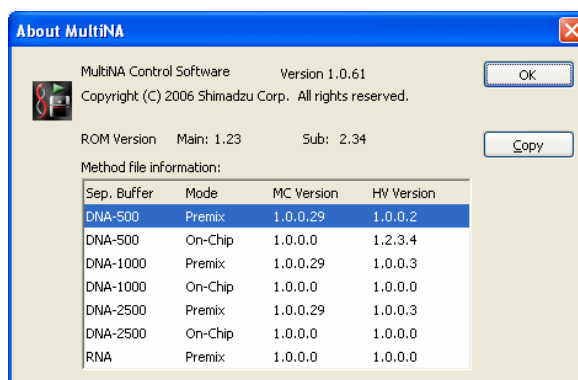 About MultiNA
MultiNA Control Software Version 1.0.61
OK
Copyright (C) 2006 Shimadzu Corp. All rights reserved.
ROM Version Main: 1.23 Sub: 2.34
Copy
Method file information:
Sep. Buffer Mode MC Version HV Version
DNA-500 Premix 1.0.0.29 1.0.0.2
DNA-500 On-Chip 1.0.0.0 1.2.3.4
DNA-1000 Premix 1.0.0.29 1.0.0.3
DNA-1000 On-Chip 1.0.0.0 1.0.0.0
DNA-2500 Premix 1.0.0.29 1.0.0.3
DNA-2500 On-Chip 1.0.0.0 1.0.0.0
RNA Premix 1.0.0.0 1.0.0.0